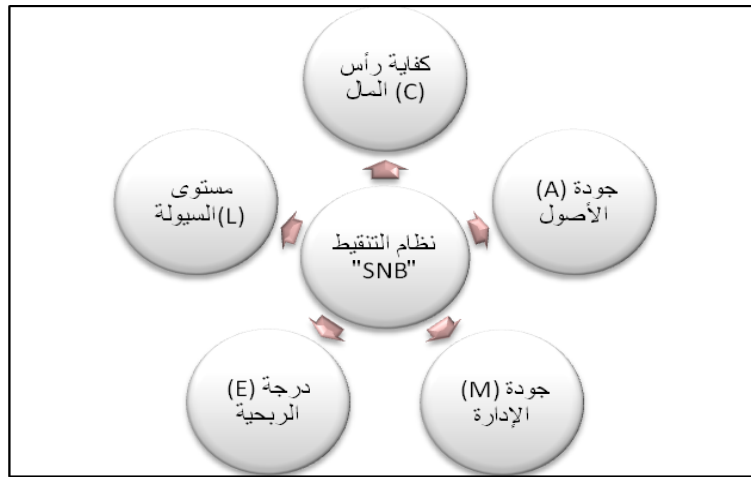 كفاية رأس
المال (C)
جودة (A)
الأصول
جودة (M)
الإدارة
درجة (E)
الربحية
مستوى
السيولة(L)
نظام التنقيط
"SNB"